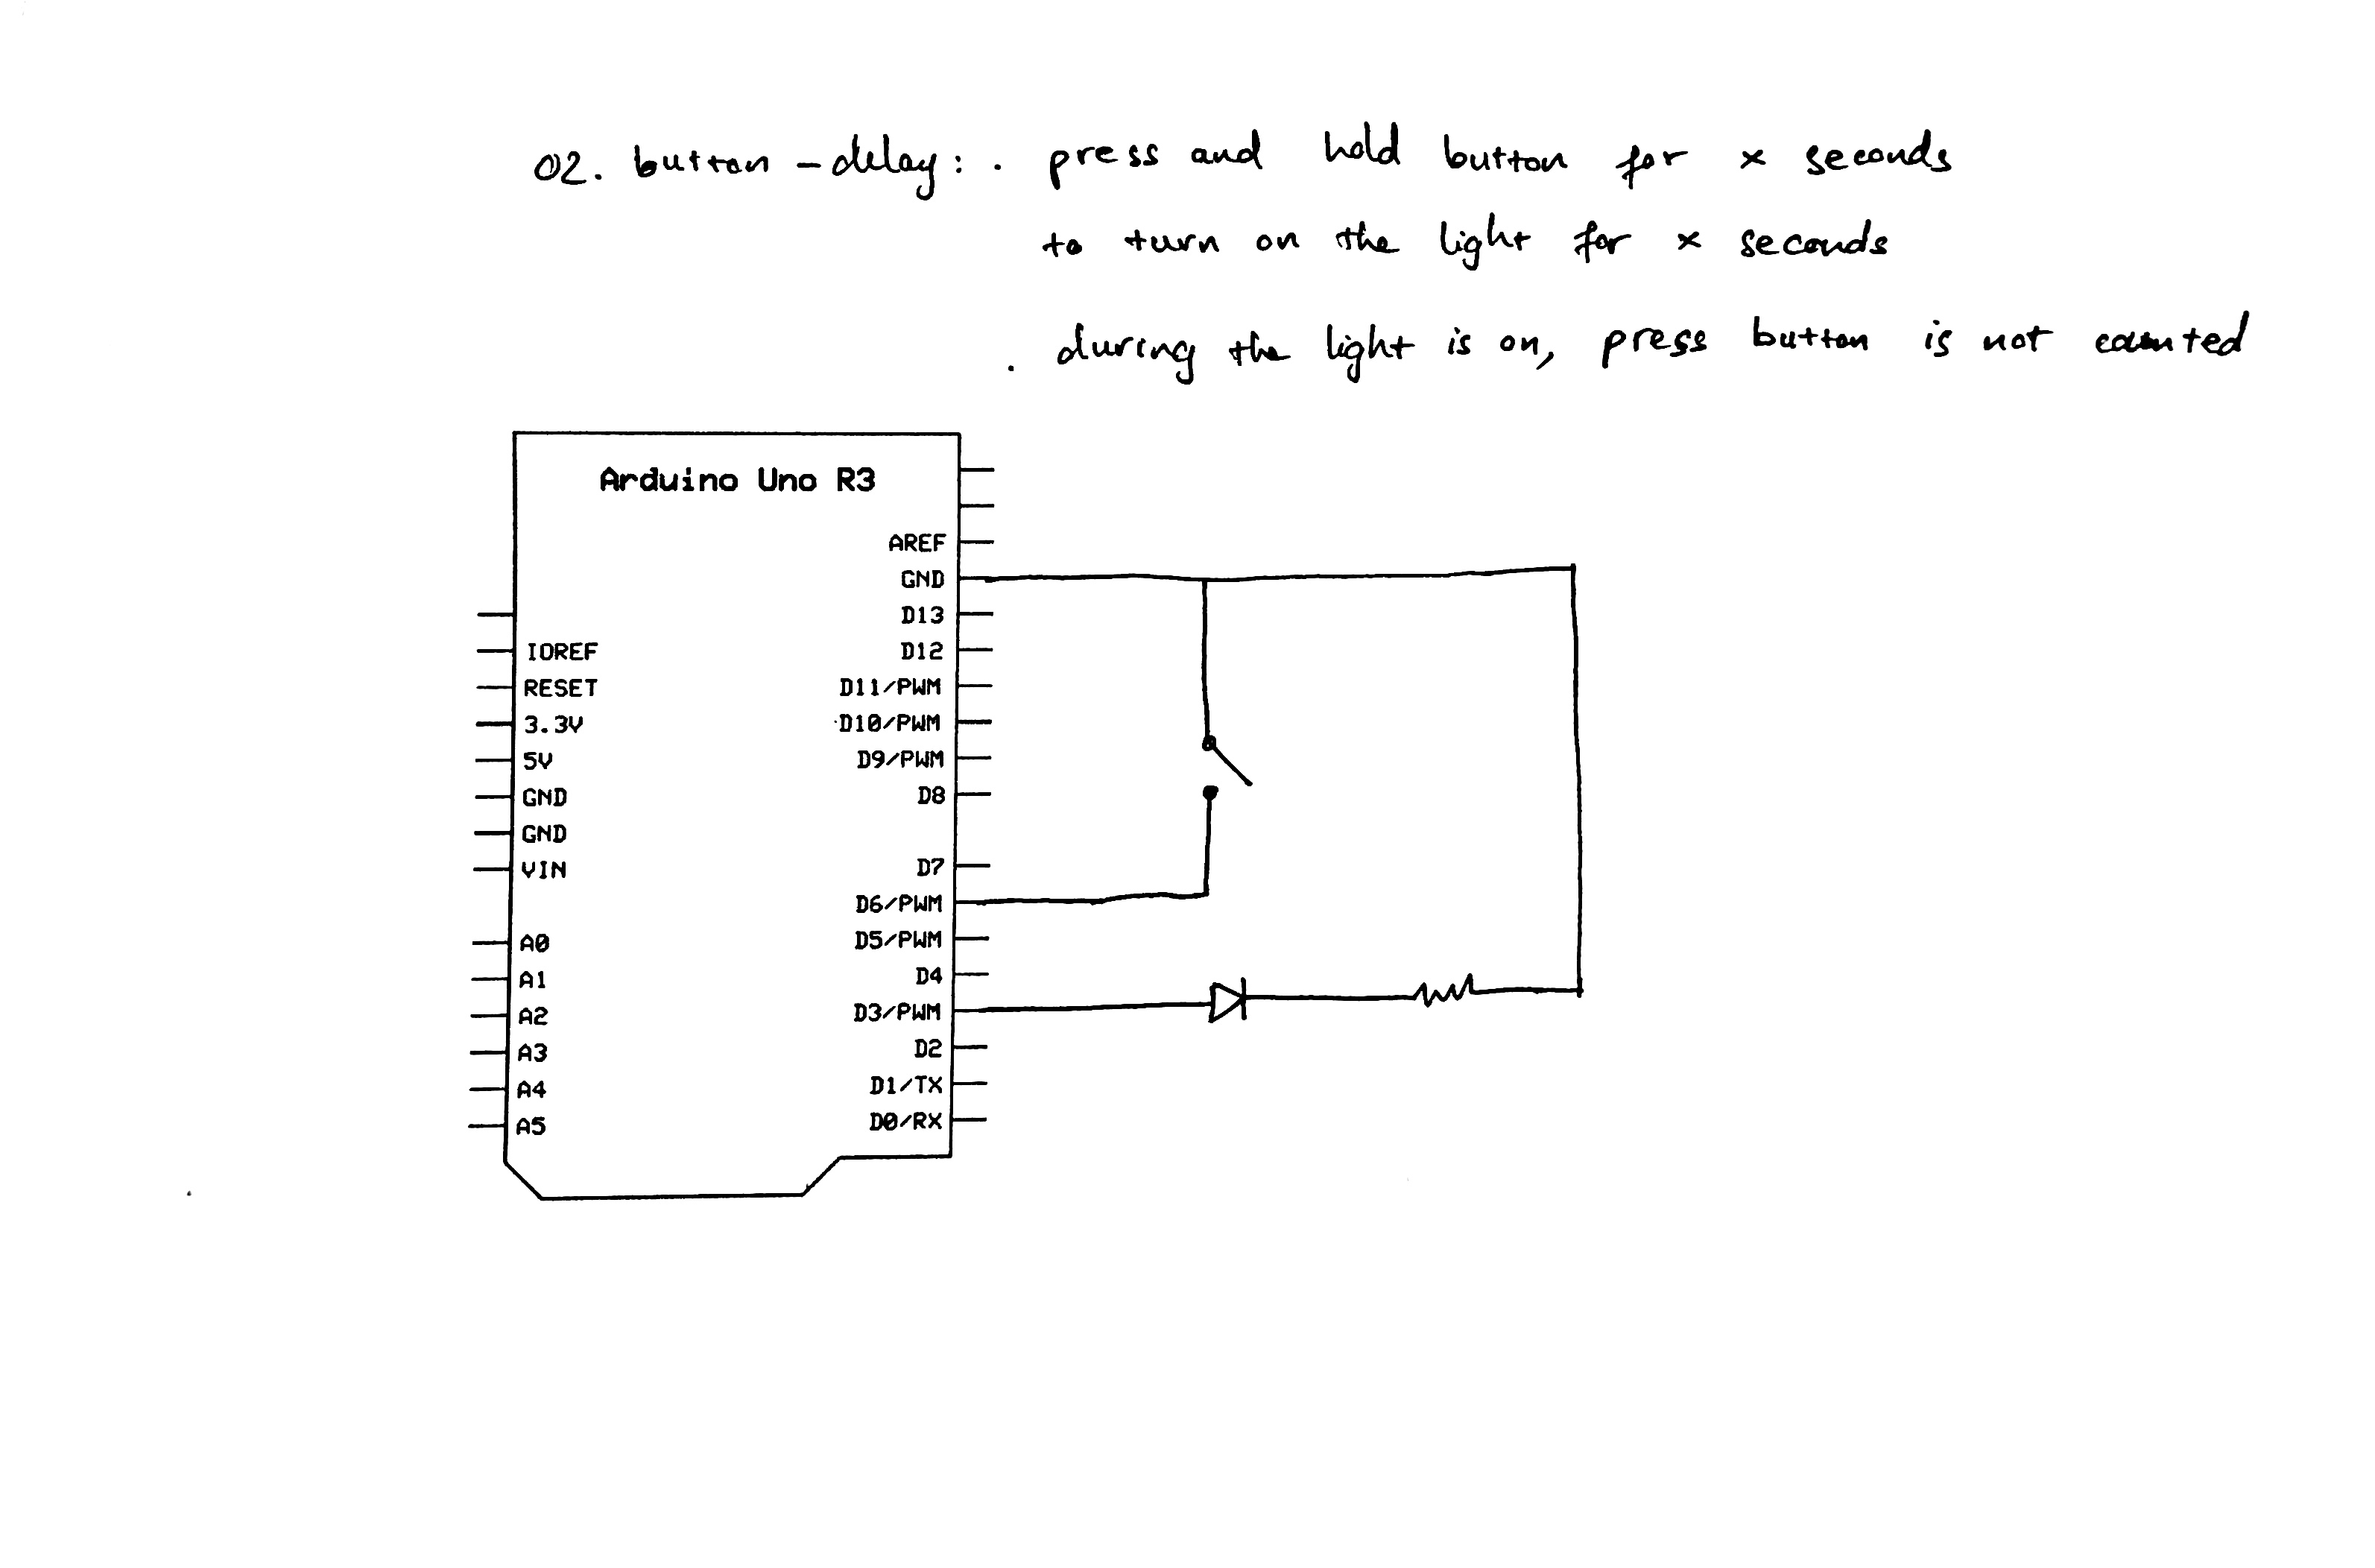 02. button - delay: . press and hold button for x seconds
to turn on the light for x seconds
. during the light is on, press button is not counted
Arduino Uno R3
AREF
GND
D13
D12
D11/PWM
D10/PWM
D9/PWM
D8
D7
D6/PWM
D5/PWM
D4
D3/PWM
D2
D1/TX
D0/RX
IOREF
RESET
3.3V
5V
GND
GND
VIN
A0
A1
A2
A3
A4
A5